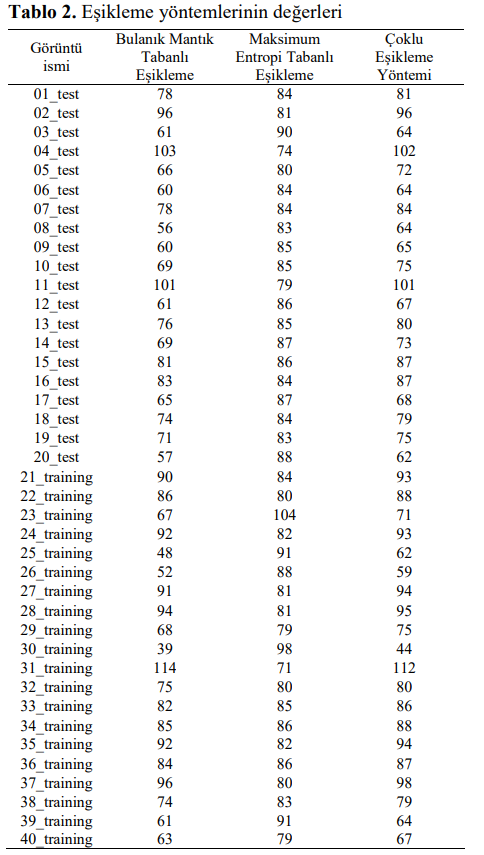 Tablo 2. Eşikleme yöntemlerinin değerleri
Görüntü ismi Bulanık Mantık Tabanlı Eşikleme Maksimum Entropi Tabanlı Eşikleme Çoklu Eşikleme Yöntemi
01_test 78 84 81
02_test 96 81 96
03_test 61 90 64
04_test 103 74 102
05_test 66 80 72
06_test 60 84 64
07_test 78 84 84
08_test 56 83 64
09_test 60 85 65
10_test 69 85 75
11_test 101 79 101
12_test 61 86 67
13_test 76 85 80
14_test 69 87 73
15_test 81 86 87
16_test 83 84 87
17_test 65 87 68
18_test 74 84 79
19_test 71 83 75
20_test 57 88 62
21_training 90 84 93
22_training 86 80 88
23_training 67 104 71
24_training 92 82 93
25_training 48 91 62
26_training 52 88 59
27_training 91 81 94
28_training 94 81 95
29_training 68 79 75
30_training 39 98 44
31_training 114 71 112
32_training 75 80 80
33_training 82 85 86
34_training 85 86 88
35_training 92 82 94
36_training 84 86 87
37_training 96 80 98
38_training 74 83 79
39_training 61 91 64
40_training 63 79 67